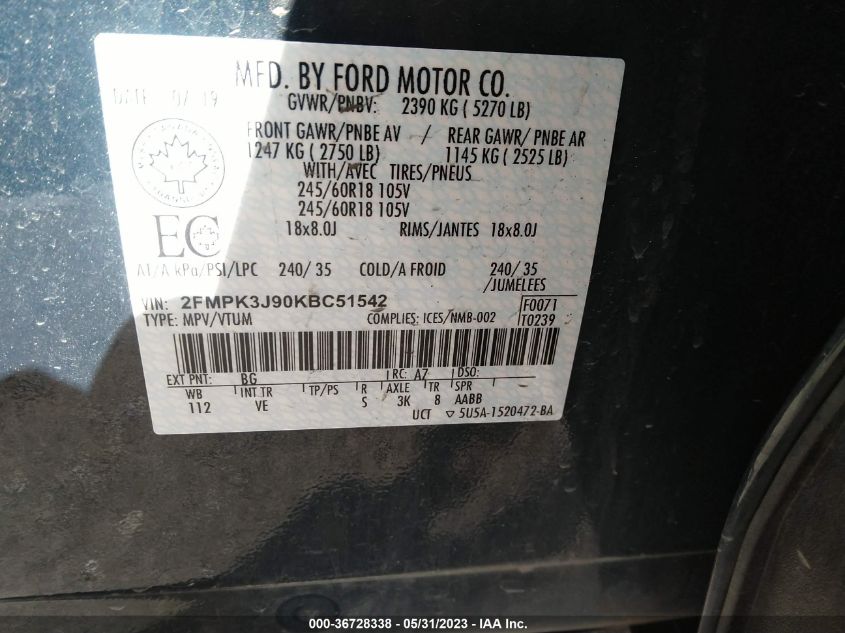 MFD. BY FORD MOTOR CO.
DATE 07/19
GVWR/PNBV: 2390 KG ( 5270 LB)
FRONT GAWR/PNBE AV / REAR GAWR/ PNBE AR
1247 KG ( 2750 LB) 1145 KG ( 2525 LB)
WITH/AVEC TIRES/PNEUS
245/60R18 105V
245/60R18 105V
18x8.0J RIMS/JANTES 18x8.0J
EC
AT/A kPa/PSI/LPC 240/ 35 COLD/A FROID 240/ 35
/JUMELEES
VIN: 2FMPK3J90KBC51542 F0071
TYPE: MPV/VTUM COMPLIES: ICES/NMB-002 T0239
EXT PNT: BG RC: A7 DSO:
WB INT TR TP/PS R AXLE TR SPR
112 VE S 3K 8 AABB
UCT 5U5A-1520472-BA
000-36728338 - 05/31/2023 - IAA Inc.